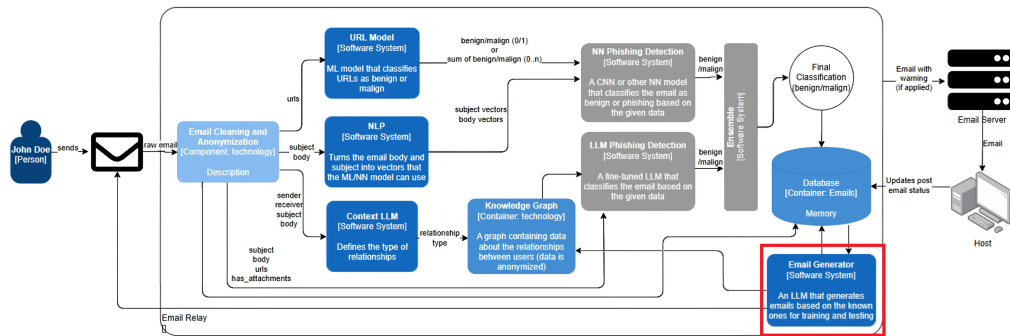 URL Model
[Software System]
ML model that classifies
URLs as benign or
malign
benign/malign (0/1)
or
sum of benign/malign (0..n)
NN Phishing Detection
[Software System]
A CNN or other NN model
that classifies the email as
benign or phishing based on
the given data
benign
/malign
Final
Classification
(benign/malign)
Email with
warning
(if applied)
Email Server
urls
subject vectors
body vectors
John Doe
[Person]
sends
raw email
Email Cleaning and
Anonymization
[Component: technology]
Description
subject
body
NLP
[Software System]
Turns the email body and
subject into vectors that
the ML/NN model can use
LLM Phishing Detection
[Software System]
A fine-tuned LLM that
classifies the email based on
the given data
benign
/malign
Ensemble
[Software System]
Email
Database
[Container: Emails]
Memory
Updates post
email status
Host
sender
receiver
subject
body
Context LLM
[Software System]
Defines the type of
relationships
relationship
type
Knowledge Graph
[Container: technology]
A graph containing data
about the relationships
between users (data is
anonymized)
subject
body
urls
has_attachments
Email Generator
[Software System]
An LLM that generates
emails based on the known
ones for training and testing
Email Relay